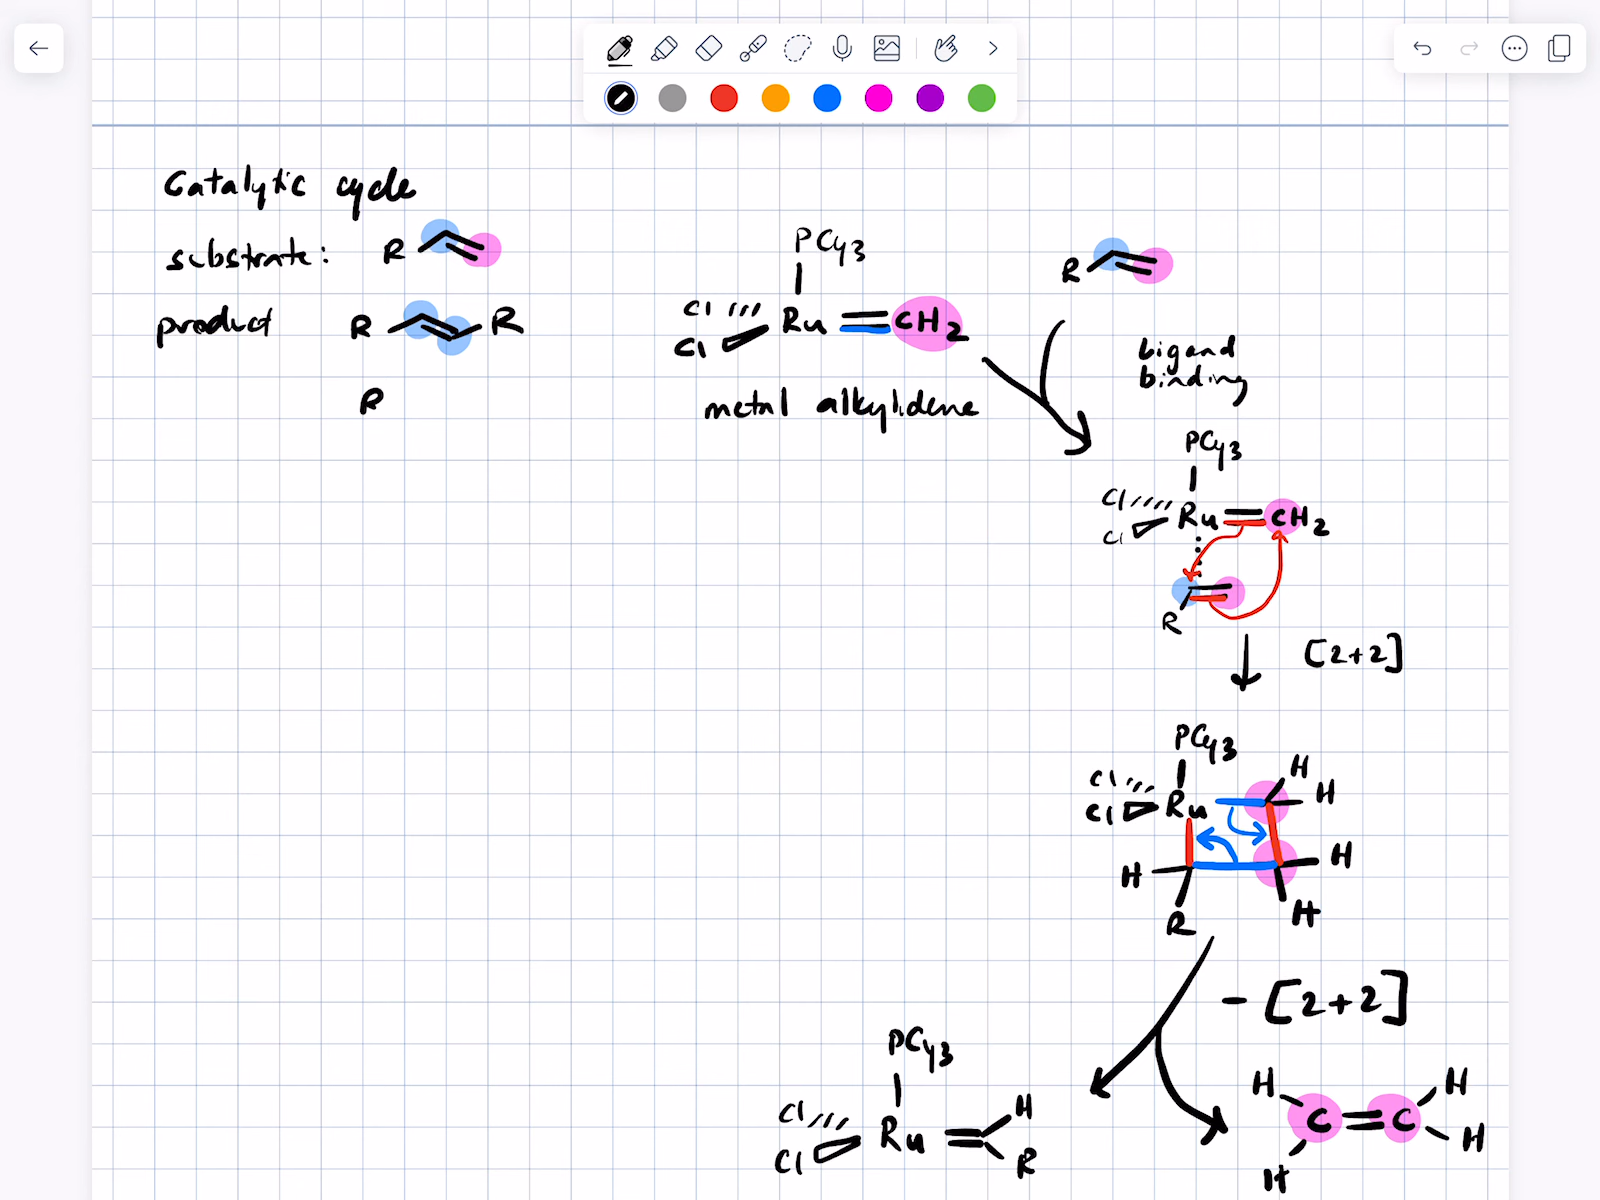 Catalytic cycle
substrate: R
product R R
R
PCy3
Cl
Cl Ru CH2
metal alkylidene
R
ligand
binding
PCy3
Cl
Cl Ru CH2
R
[2+2]
PCy3
Cl
Cl Ru H
H
H H
R H
- [2+2]
PCy3
Cl
Cl Ru H
R
H H
C C
H H